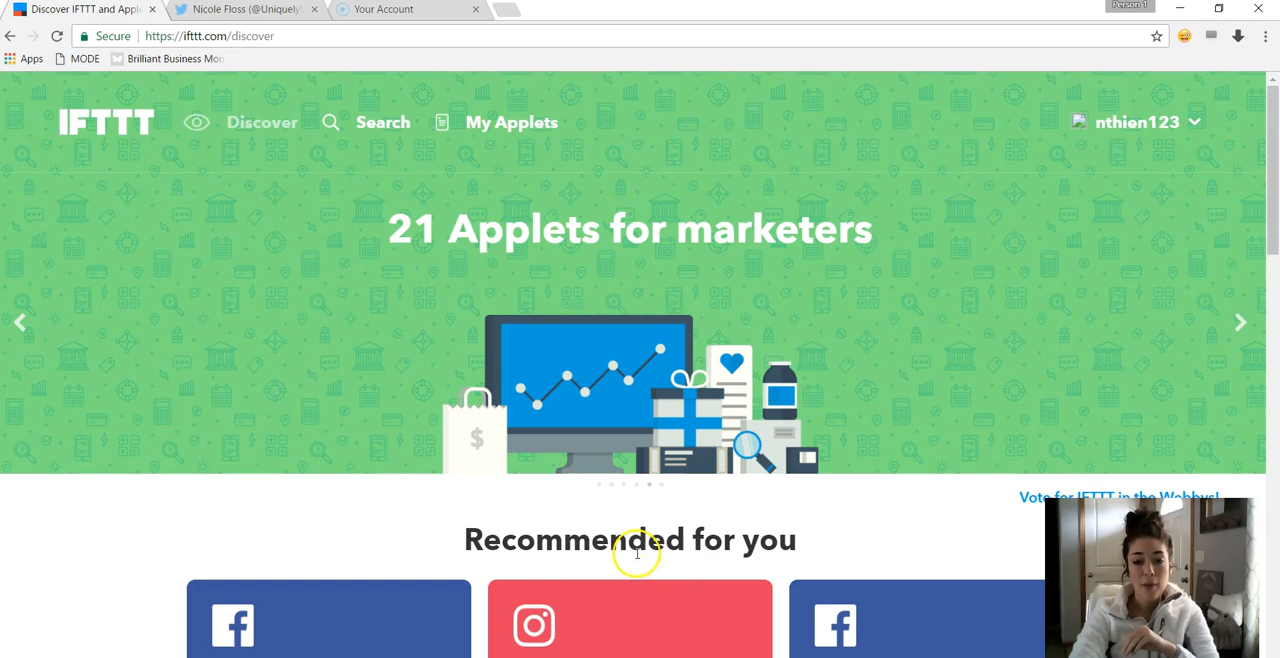 Discover IFTTT and Apple
Nicole Floss (@Uniquely
Your Account
Person 1
Secure
https://ifttt.com/discover
Apps
MODE
Brilliant Business Mon
IFTTT
Discover
Search
My Applets
nthien123
21 Applets for marketers
$
Vote for IFTTT in the Webbys!
Recommended for you